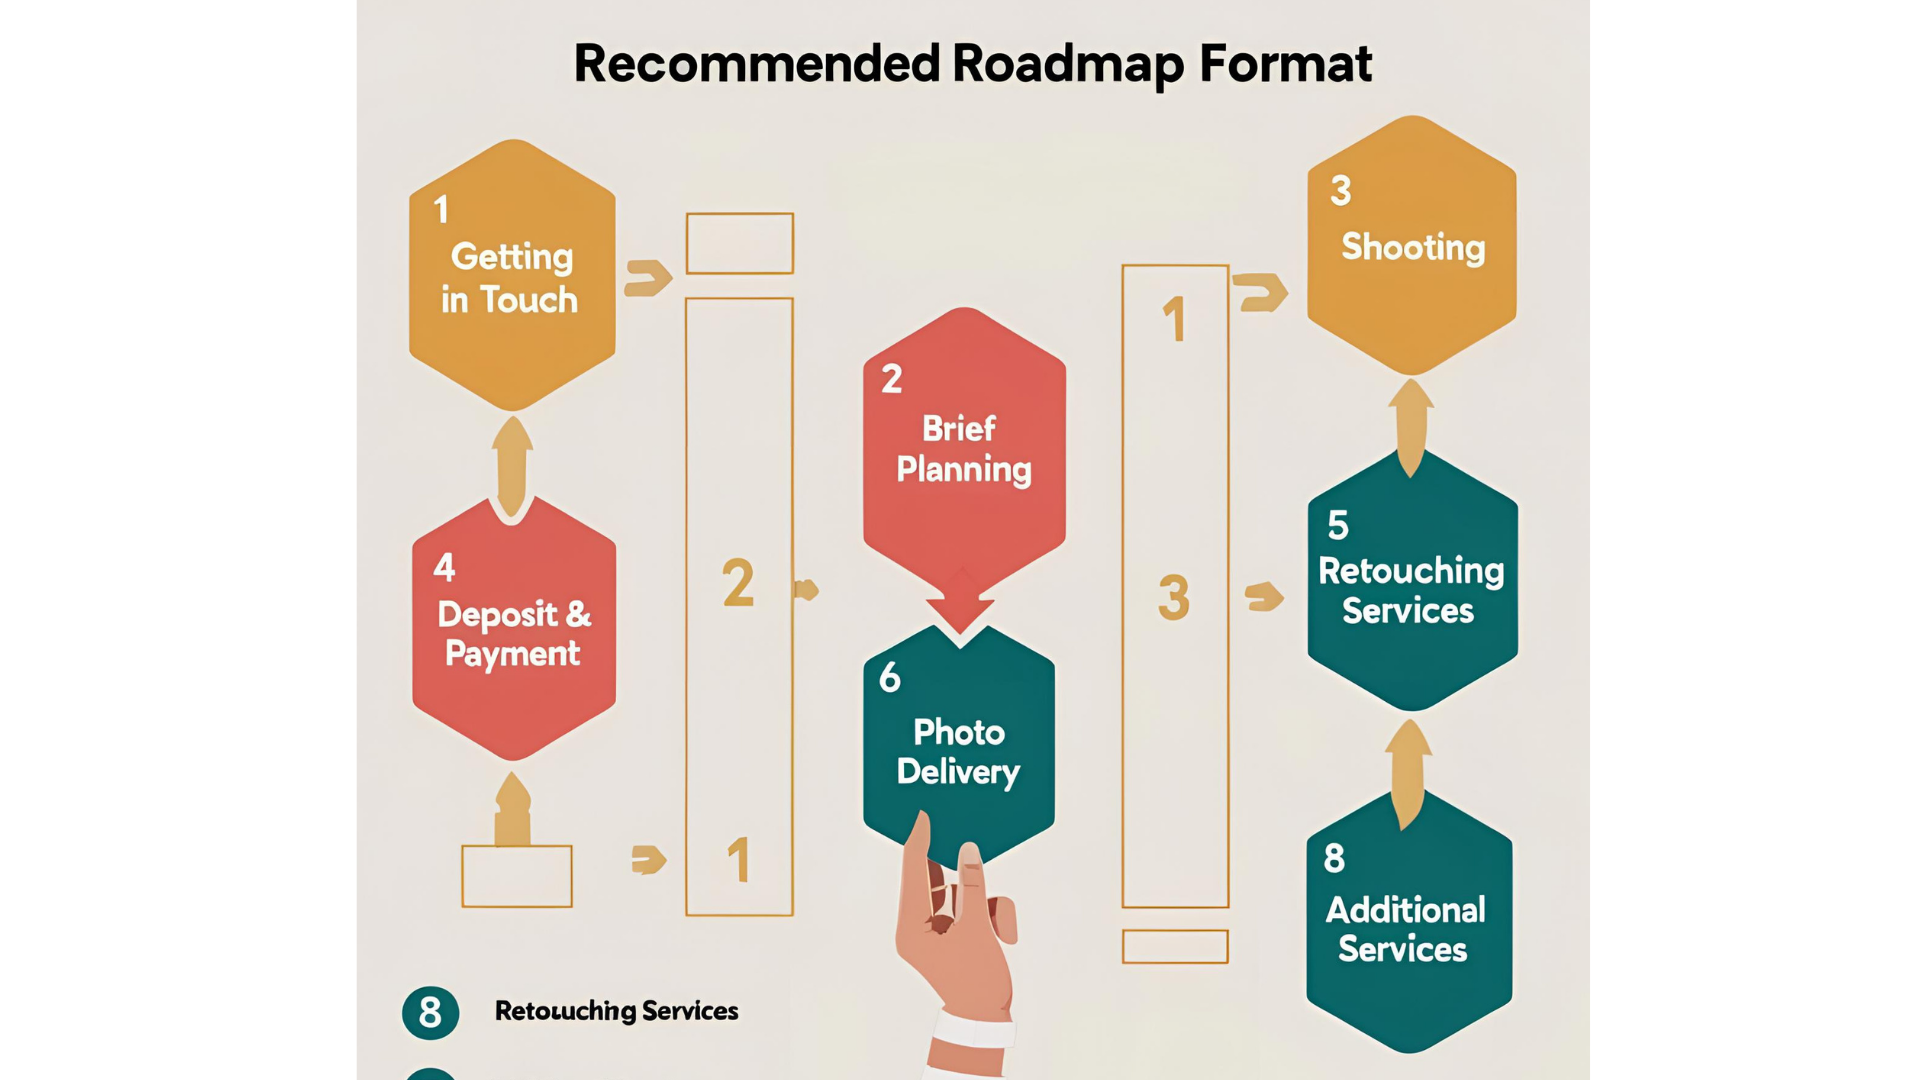 Recommended Roadmap Format
1
Getting
in Touch
2
Brief
Planning
3
Shooting
4
Deposit &
Payment
5
Retouching
Services
6
Photo
Delivery
8
Additional
Services
2
1
1
3
8
Retouching Services